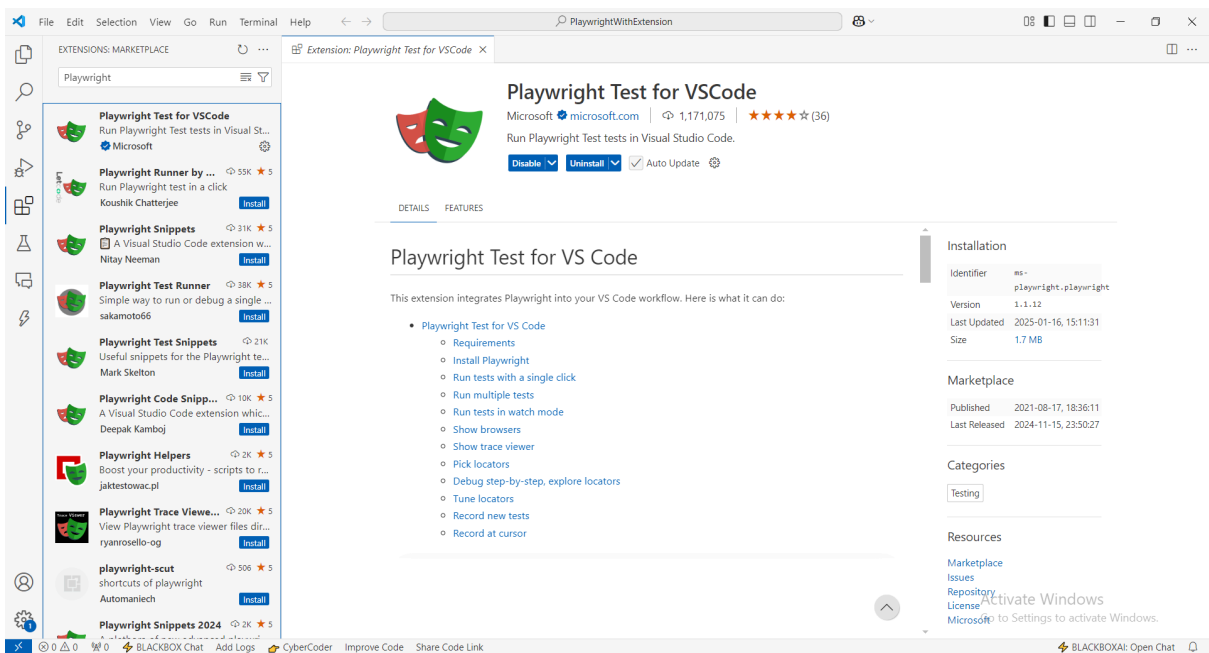 File Edit Selection View Go Run Terminal Help
PlaywrightWithExtension
EXTENSIONS: MARKETPLACE
Playwright
Playwright Test for VSCode
Run Playwright Test tests in Visual St...
Microsoft
Playwright Runner by ... 55K ★ 5
Run Playwright test in a click
Koushik Chatterjee Install
Playwright Snippets 31K ★ 5
A Visual Studio Code extension w...
Nitay Neeman Install
Playwright Test Runner 38K ★ 5
Simple way to run or debug a single ...
sakamoto66 Install
Playwright Test Snippets 21K
Useful snippets for the Playwright te...
Mark Skelton Install
Playwright Code Snipp... 10K ★ 5
A Visual Studio Code extension whic...
Deepak Kamboj Install
Playwright Helpers 2K ★ 5
Boost your productivity - scripts to r...
jaktestowac.pl Install
Playwright Trace Viewe... 20K ★ 5
View Playwright trace viewer files dir...
ryanrosello-og Install
playwright-scut 506 ★ 5
shortcuts of playwright
Automaniech Install
Playwright Snippets 2024 2K ★ 5
Extension: Playwright Test for VSCode
Playwright Test for VSCode
Microsoft microsoft.com 1,171,075 ★★★★☆ (36)
Run Playwright Test tests in Visual Studio Code.
Disable Uninstall Auto Update
DETAILS FEATURES
Playwright Test for VS Code
This extension integrates Playwright into your VS Code workflow. Here is what it can do:
Playwright Test for VS Code
Requirements
Install Playwright
Run tests with a single click
Run multiple tests
Run tests in watch mode
Show browsers
Show trace viewer
Pick locators
Debug step-by-step, explore locators
Tune locators
Record new tests
Record at cursor
Installation
Identifier ms-
playwright.playwright
Version 1.1.12
Last Updated 2025-01-16, 15:11:31
Size 1.7 MB
Marketplace
Published 2021-08-17, 18:36:11
Last Released 2024-11-15, 23:50:27
Categories
Testing
Resources
Marketplace
Issues
Repository
License
Microsoft
Activate Windows
Go to Settings to activate Windows.
1
0 0 0 BLACKBOX Chat Add Logs CyberCoder Improve Code Share Code Link BLACKBOXAI: Open Chat